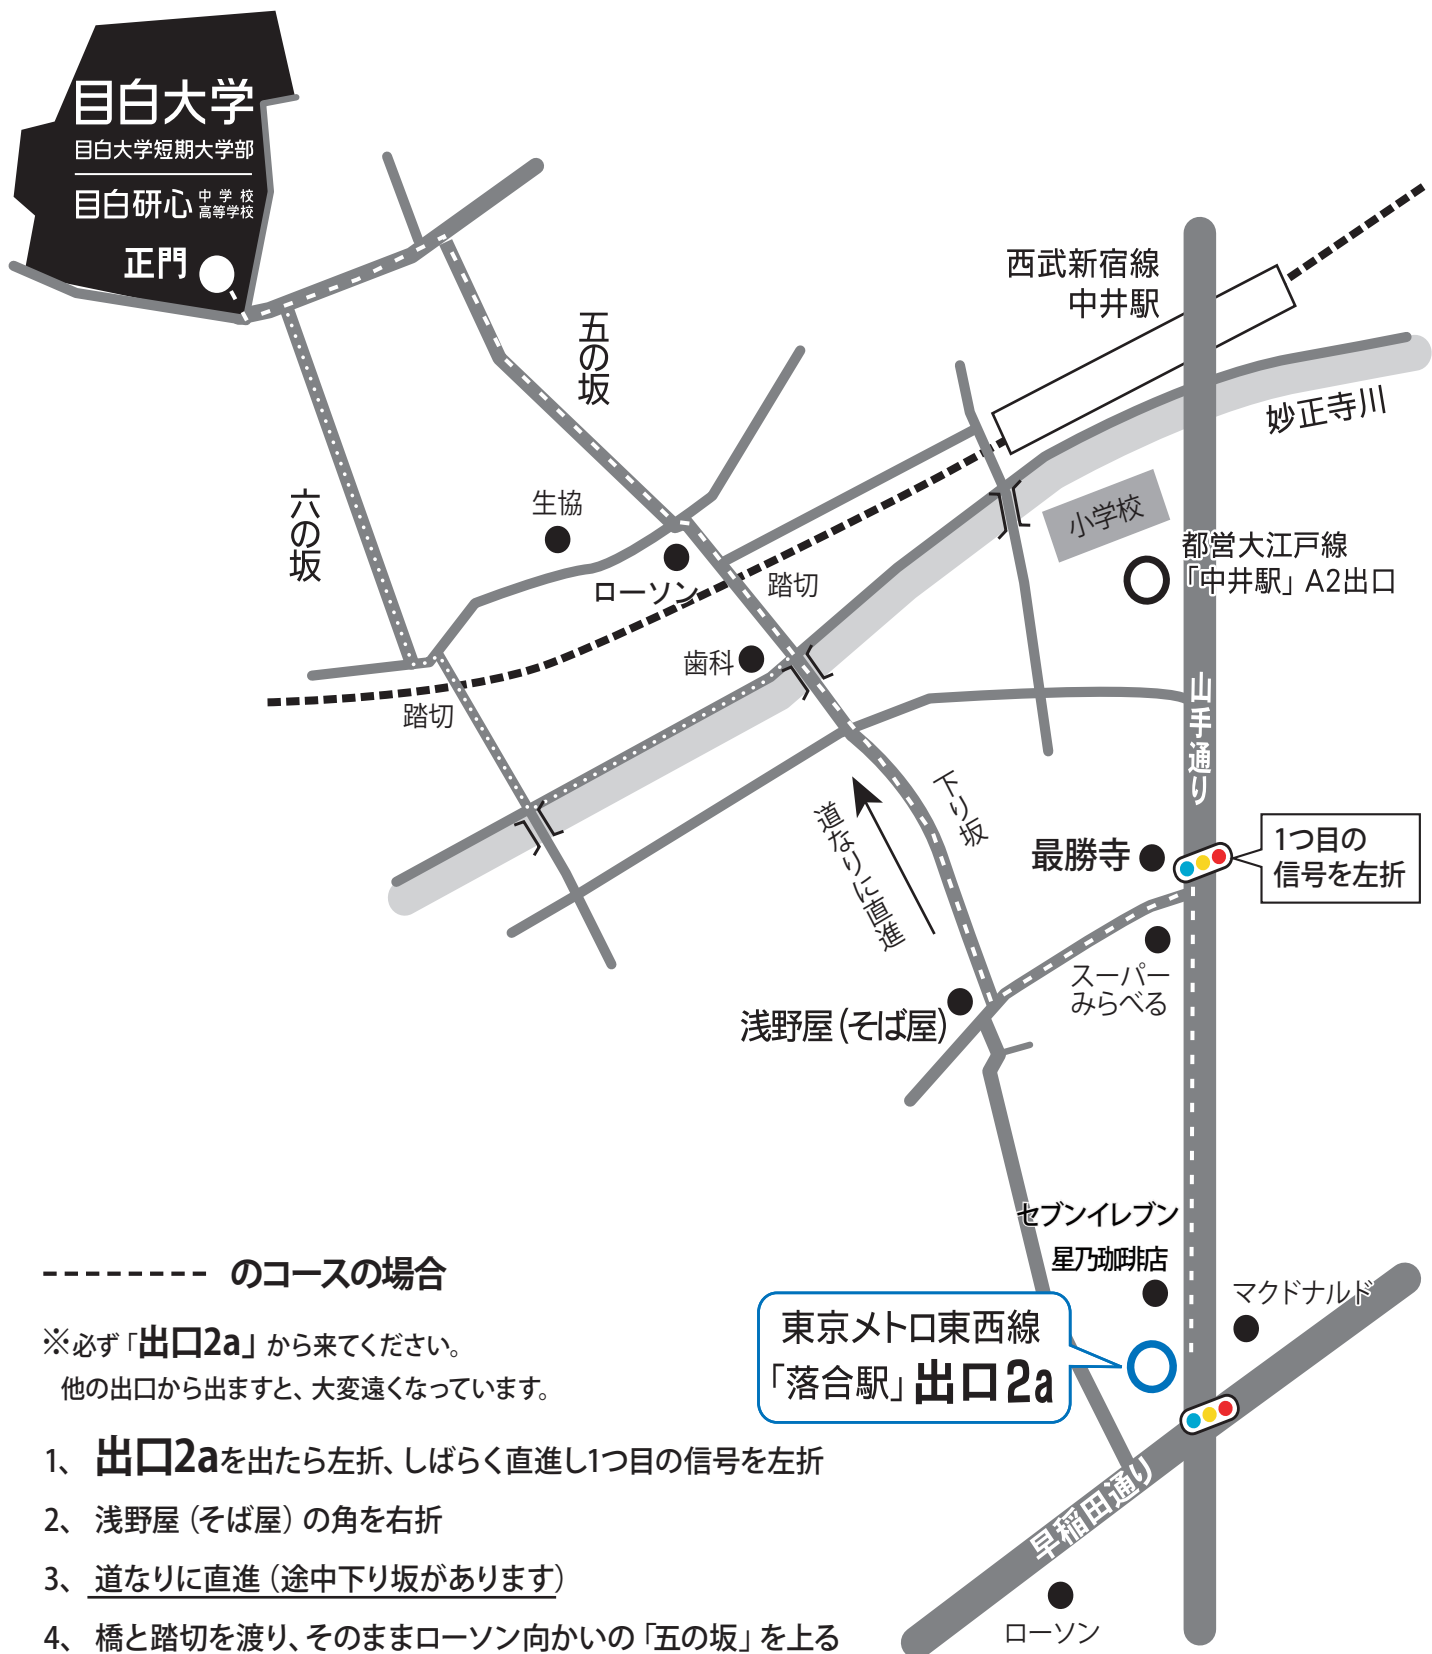 目白大学
目白大学短期大学部
目白研心 中学校 高等学校
正門
西武新宿線
中井駅
五の坂
妙正寺川
六の坂
生協
小学校
ローソン
踏切
都営大江戸線
「中井駅」A2出口
歯科
踏切
山手通り
下り坂
道なりに直進
最勝寺
1つ目の
信号を左折
スーパー
みらべる
浅野屋(そば屋)
セブンイレブン
星乃珈琲店
マクドナルド
東京メトロ東西線
「落合駅」出口2a
早稲田通り
ローソン
-------- のコースの場合
※必ず「出口2a」から来てください。
他の出口から出ますと、大変遠くなっています。
1、 出口2aを出たら左折、しばらく直進し1つ目の信号を左折
2、 浅野屋(そば屋)の角を右折
3、 道なりに直進(途中下り坂があります)
4、 橋と踏切を渡り、そのままローソン向かいの「五の坂」を上る